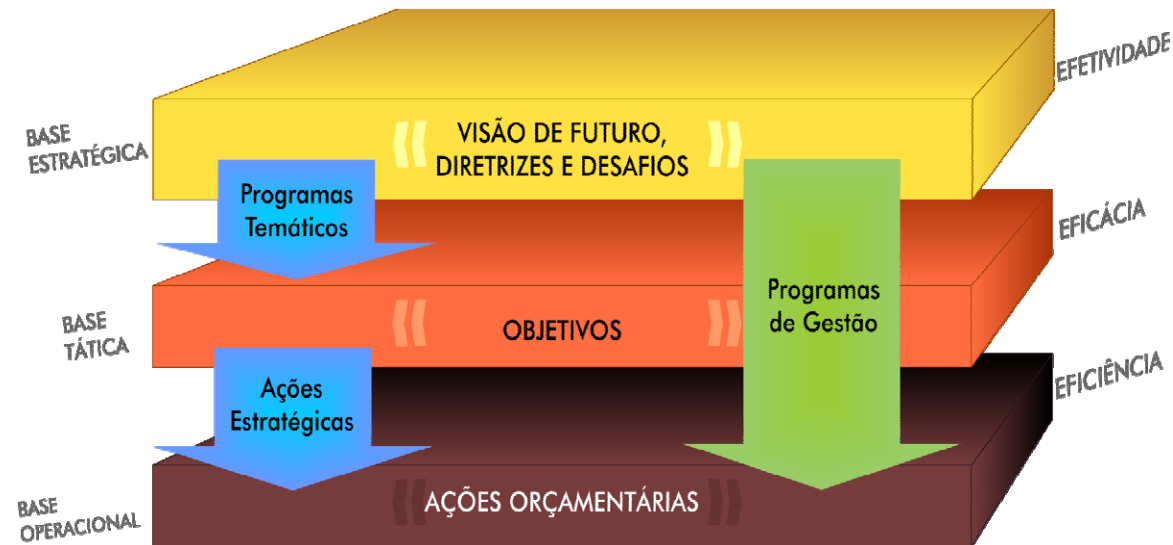 EFETIVIDADE
BASE
ESTRATÉGICA
VISÃO DE FUTURO,
DIRETRIZES E DESAFIOS
Programas
Temáticos
EFICÁCIA
BASE
TÁTICA
OBJETIVOS
Programas
de Gestão
EFICIÊNCIA
Ações
Estratégicas
BASE
OPERACIONAL
AÇÕES ORÇAMENTÁRIAS